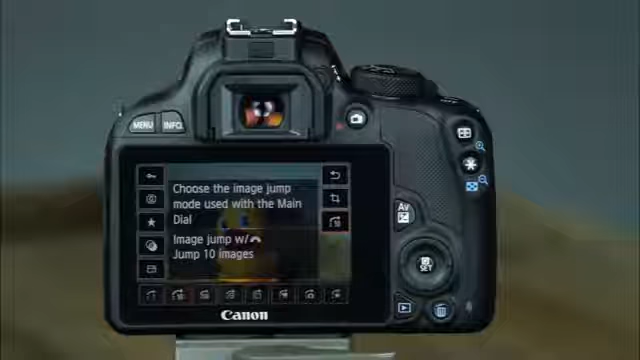 MENU
INFO.
Choose the image jump
mode used with the Main
Dial
Image jump w/
Jump 10 images
Av
SET
Canon